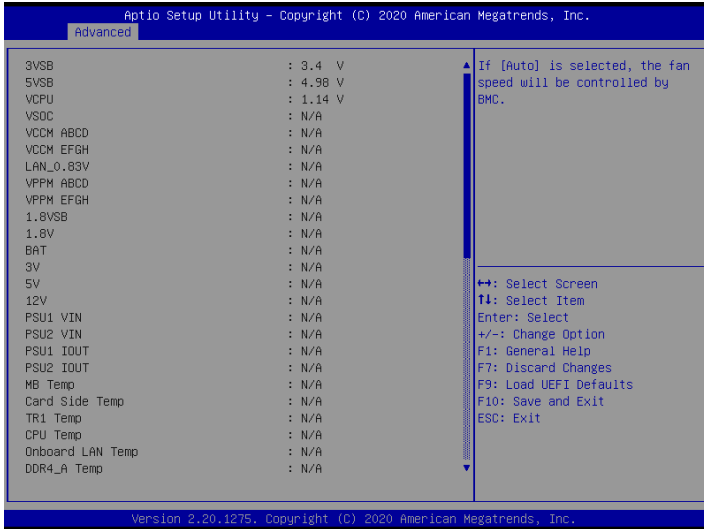 Aptio Setup Utility – Copyright (C) 2020 American Megatrends, Inc.
Advanced
3VSB : 3.4 V
5VSB : 4.98 V
VCPU : 1.14 V
VSOC : N/A
VCCM ABCD : N/A
VCCM EFGH : N/A
LAN_0.83V : N/A
VPPM ABCD : N/A
VPPM EFGH : N/A
1.8VSB : N/A
1.8V : N/A
BAT : N/A
3V : N/A
5V : N/A
12V : N/A
PSU1 VIN : N/A
PSU2 VIN : N/A
PSU1 IOUT : N/A
PSU2 IOUT : N/A
MB Temp : N/A
Card Side Temp : N/A
TR1 Temp : N/A
CPU Temp : N/A
Onboard LAN Temp : N/A
DDR4_A Temp : N/A
If [Auto] is selected, the fan
speed will be controlled by
BMC.
↔: Select Screen
↑↓: Select Item
Enter: Select
+/-: Change Option
F1: General Help
F7: Discard Changes
F9: Load UEFI Defaults
F10: Save and Exit
ESC: Exit
Version 2.20.1275. Copyright (C) 2020 American Megatrends, Inc.